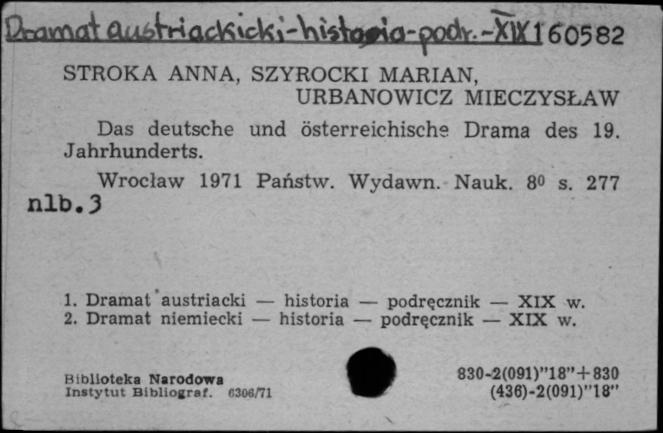 Dramat austriackicki-historia-podr.-XIX 160582
STROKA ANNA, SZYROCKI MARIAN,
URBANOWICZ MIECZYSŁAW
Das deutsche und österreichische Drama des 19.
Jahrhunderts.
Wrocław 1971 Państw. Wydawn. Nauk. 8⁰ s. 277
nlb. 3
1. Dramat austriacki — historia — podręcznik — XIX w.
2. Dramat niemiecki — historia — podręcznik — XIX w.
Biblioteka Narodowa 830-2(091)"18"+830
Instytut Bibliograf. 6306/71 (436)-2(091)"18"